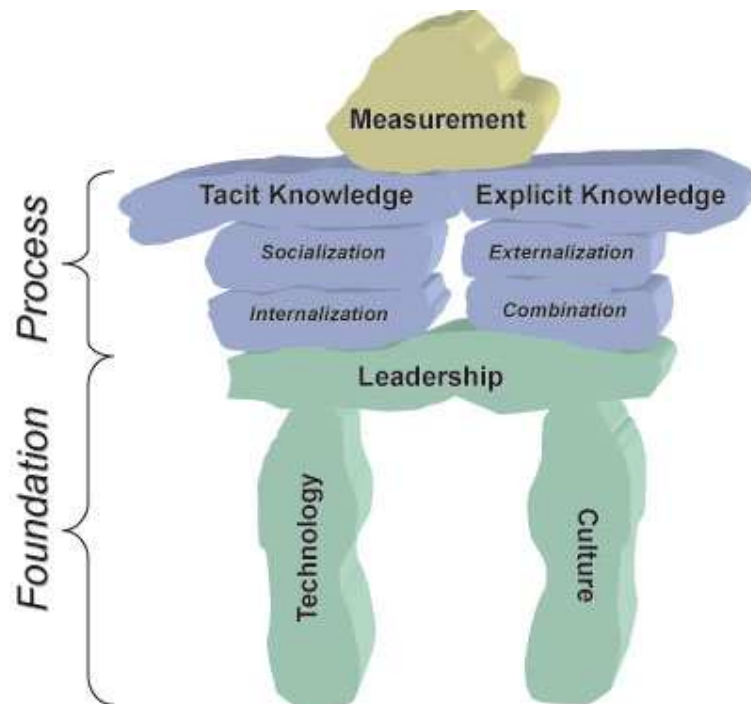 Measurement
Tacit Knowledge
Explicit Knowledge
Process
Socialization
Externalization
Internalization
Combination
Leadership
Foundation
Technology
Culture